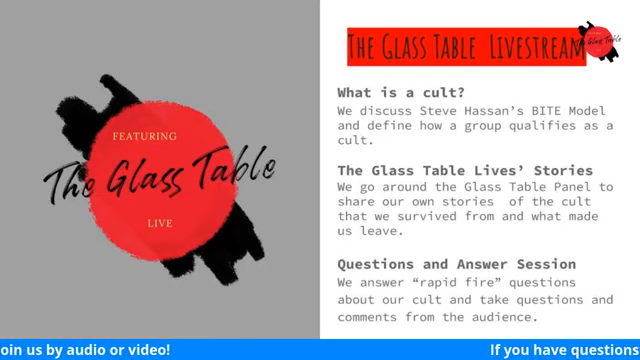 FEATURING
The Glass Table
LIVE
The Glass Table Livestream
The Glass Table
What is a cult?
We discuss Steve Hassan's BITE Model
and define how a group qualifies as a
cult.
The Glass Table Lives' Stories
We go around the Glass Table Panel to
share our own stories of the cult
that we survived from and what made
us leave.
Questions and Answer Session
We answer “rapid fire” questions
about our cult and take questions and
comments from the audience.
oin us by audio or video!
If you have questions